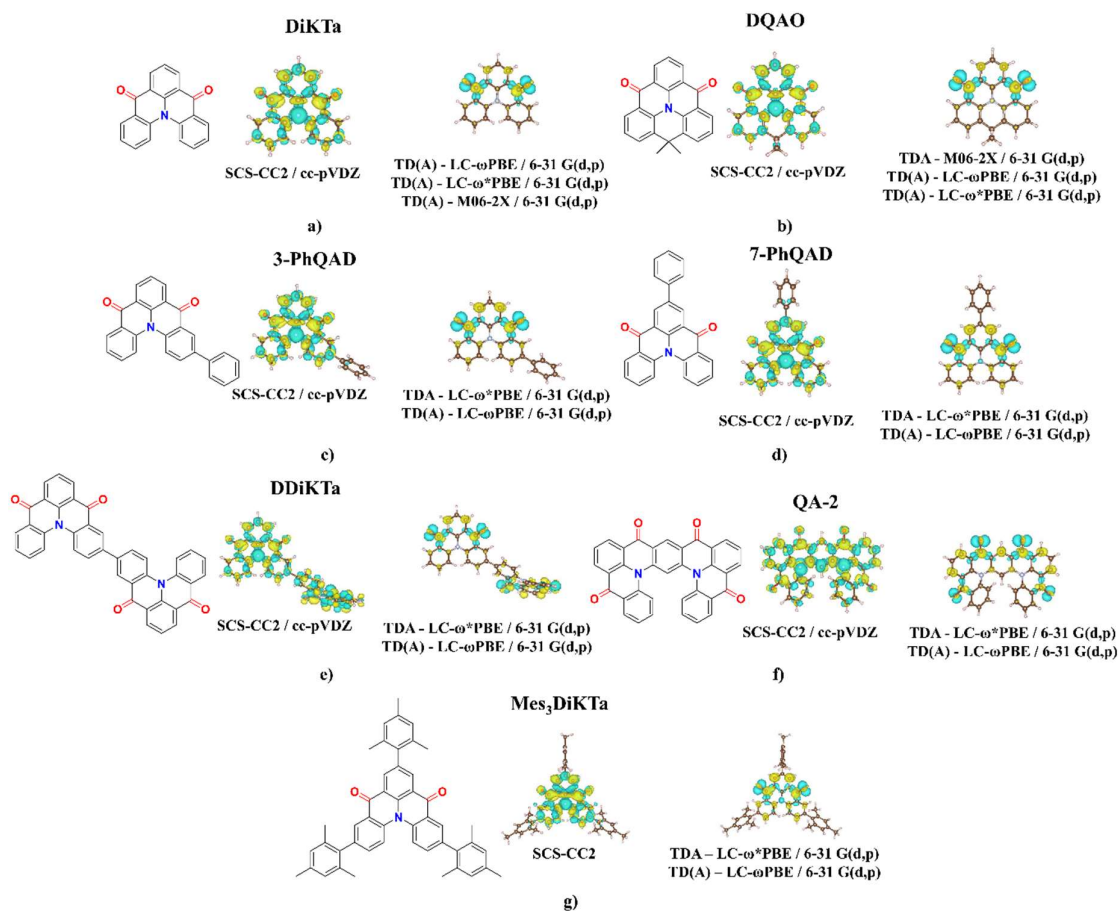 DiKTa
O
O
N
SCS-CC2 / cc-pVDZ
TD(A) - LC-ωPBE / 6-31 G(d,p)
TD(A) - LC-ω*PBE / 6-31 G(d,p)
TD(A) - M06-2X / 6-31 G(d,p)
a)
DQAO
O
O
N
SCS-CC2 / cc-pVDZ
TDA - M06-2X / 6-31 G(d,p)
TD(A) - LC-ωPBE / 6-31 G(d,p)
TD(A) - LC-ω*PBE / 6-31 G(d,p)
b)
3-PhQAD
O
O
N
SCS-CC2 / cc-pVDZ
TDA - LC-ω*PBE / 6-31 G(d,p)
TD(A) - LC-ωPBE / 6-31 G(d,p)
c)
7-PhQAD
O
O
N
SCS-CC2 / cc-pVDZ
TDA - LC-ω*PBE / 6-31 G(d,p)
TD(A) - LC-ωPBE / 6-31 G(d,p)
d)
DDiKTa
O
O
N
N
O
O
SCS-CC2 / cc-pVDZ
TDA - LC-ω*PBE / 6-31 G(d,p)
TD(A) - LC-ωPBE / 6-31 G(d,p)
e)
QA-2
O
O
N
N
O
O
SCS-CC2 / cc-pVDZ
TDA - LC-ω*PBE / 6-31 G(d,p)
TD(A) - LC-ωPBE / 6-31 G(d,p)
f)
Mes₃DiKTa
O
O
N
SCS-CC2
TDA – LC-ω*PBE / 6-31 G(d,p)
TD(A) – LC-ωPBE / 6-31 G(d,p)
g)